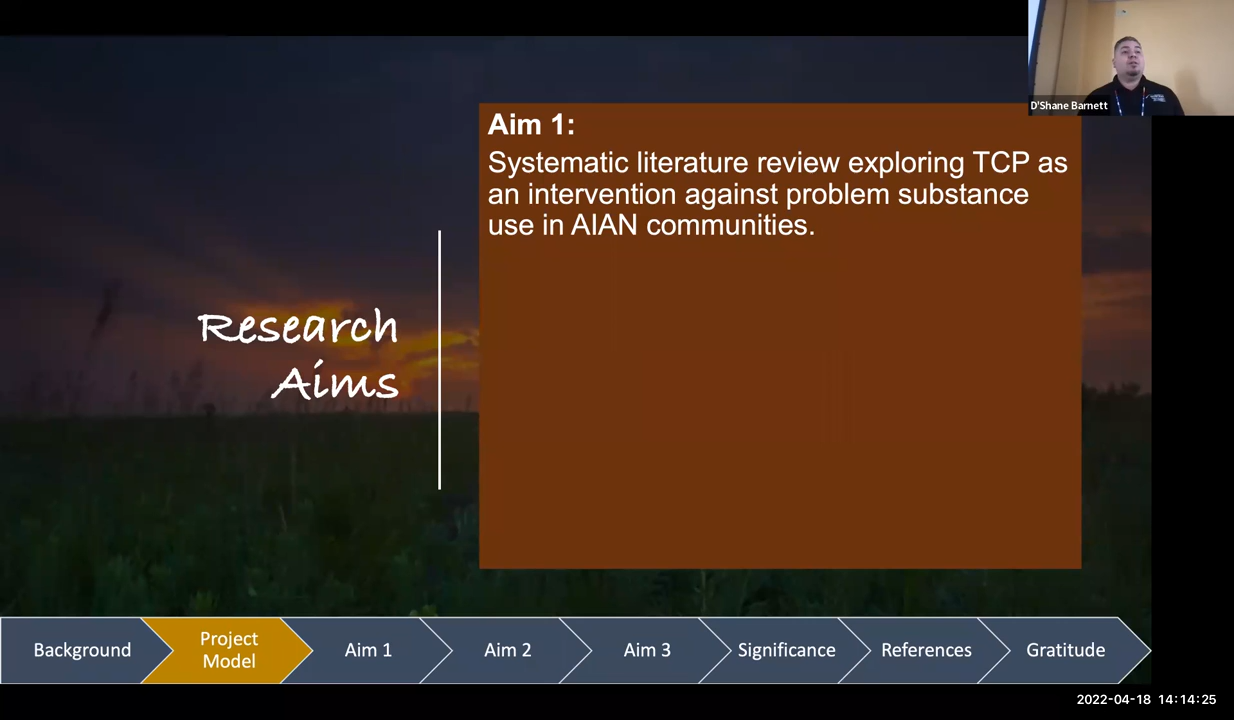 D'Shane Barnett
Aim 1:
Systematic literature review exploring TCP as
an intervention against problem substance
use in AIAN communities.
Research
Aims
Background
Project
Model
Aim 1
Aim 2
Aim 3
Significance
References
Gratitude
2022-04-18 14:14:25